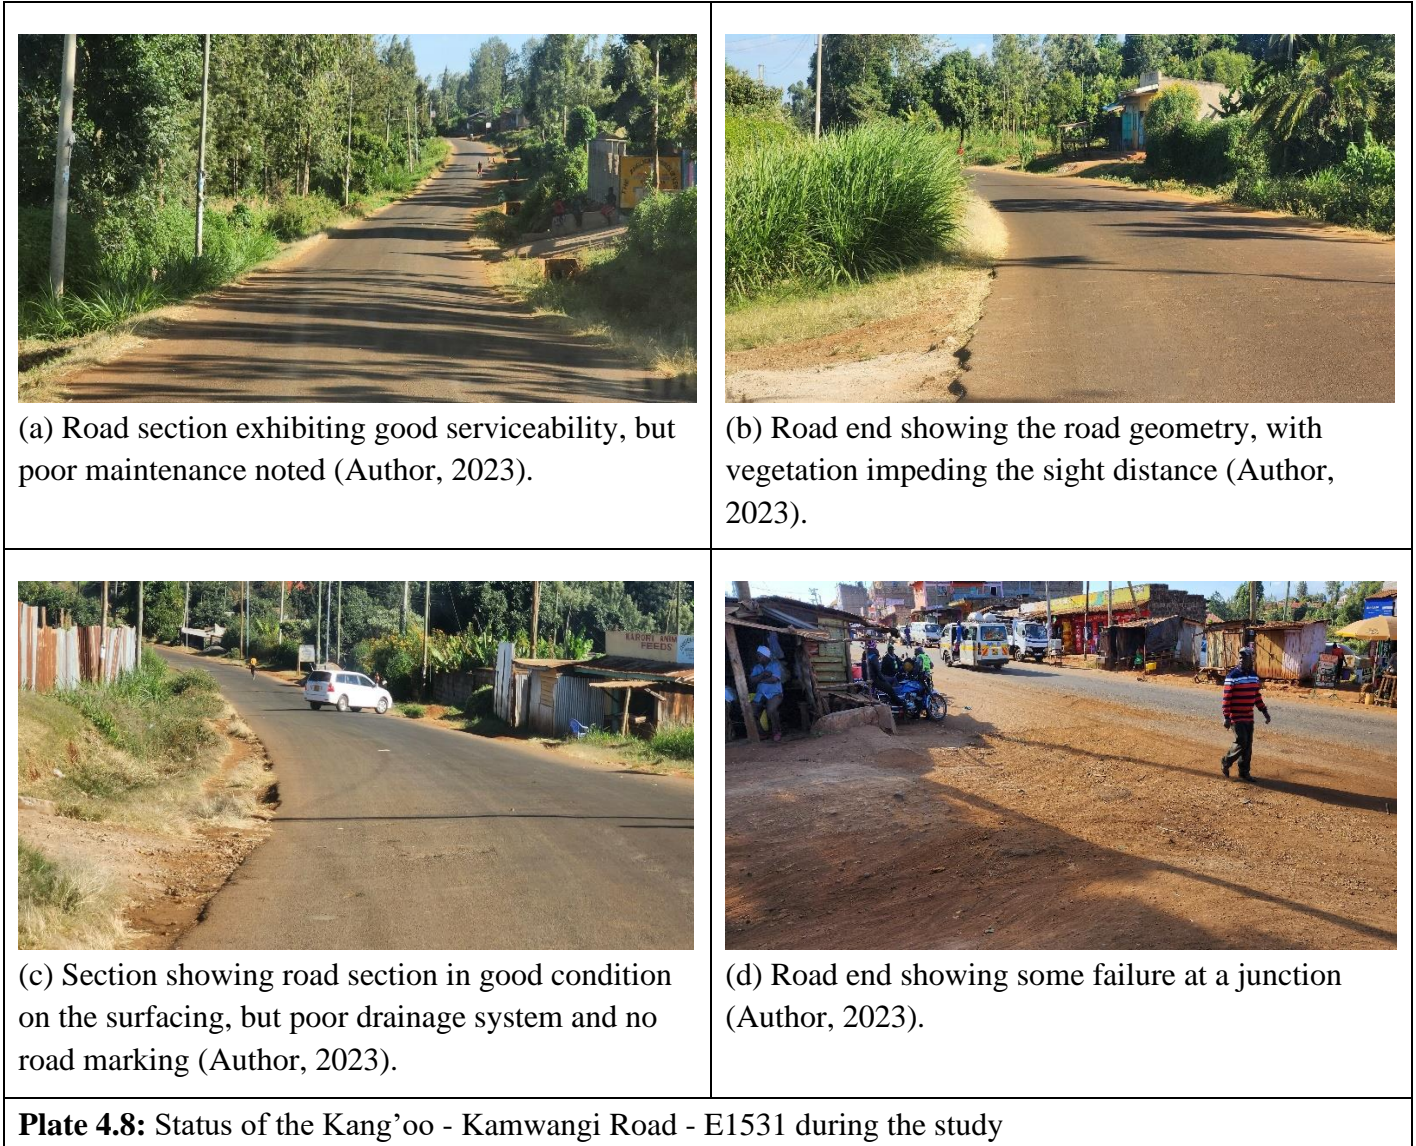 (a) Road section exhibiting good serviceability, but
poor maintenance noted (Author, 2023).
(b) Road end showing the road geometry, with
vegetation impeding the sight distance (Author,
2023).
FEEDS
(c) Section showing road section in good condition
on the surfacing, but poor drainage system and no
road marking (Author, 2023).
(d) Road end showing some failure at a junction
(Author, 2023).
Plate 4.8: Status of the Kang’oo - Kamwangi Road - E1531 during the study